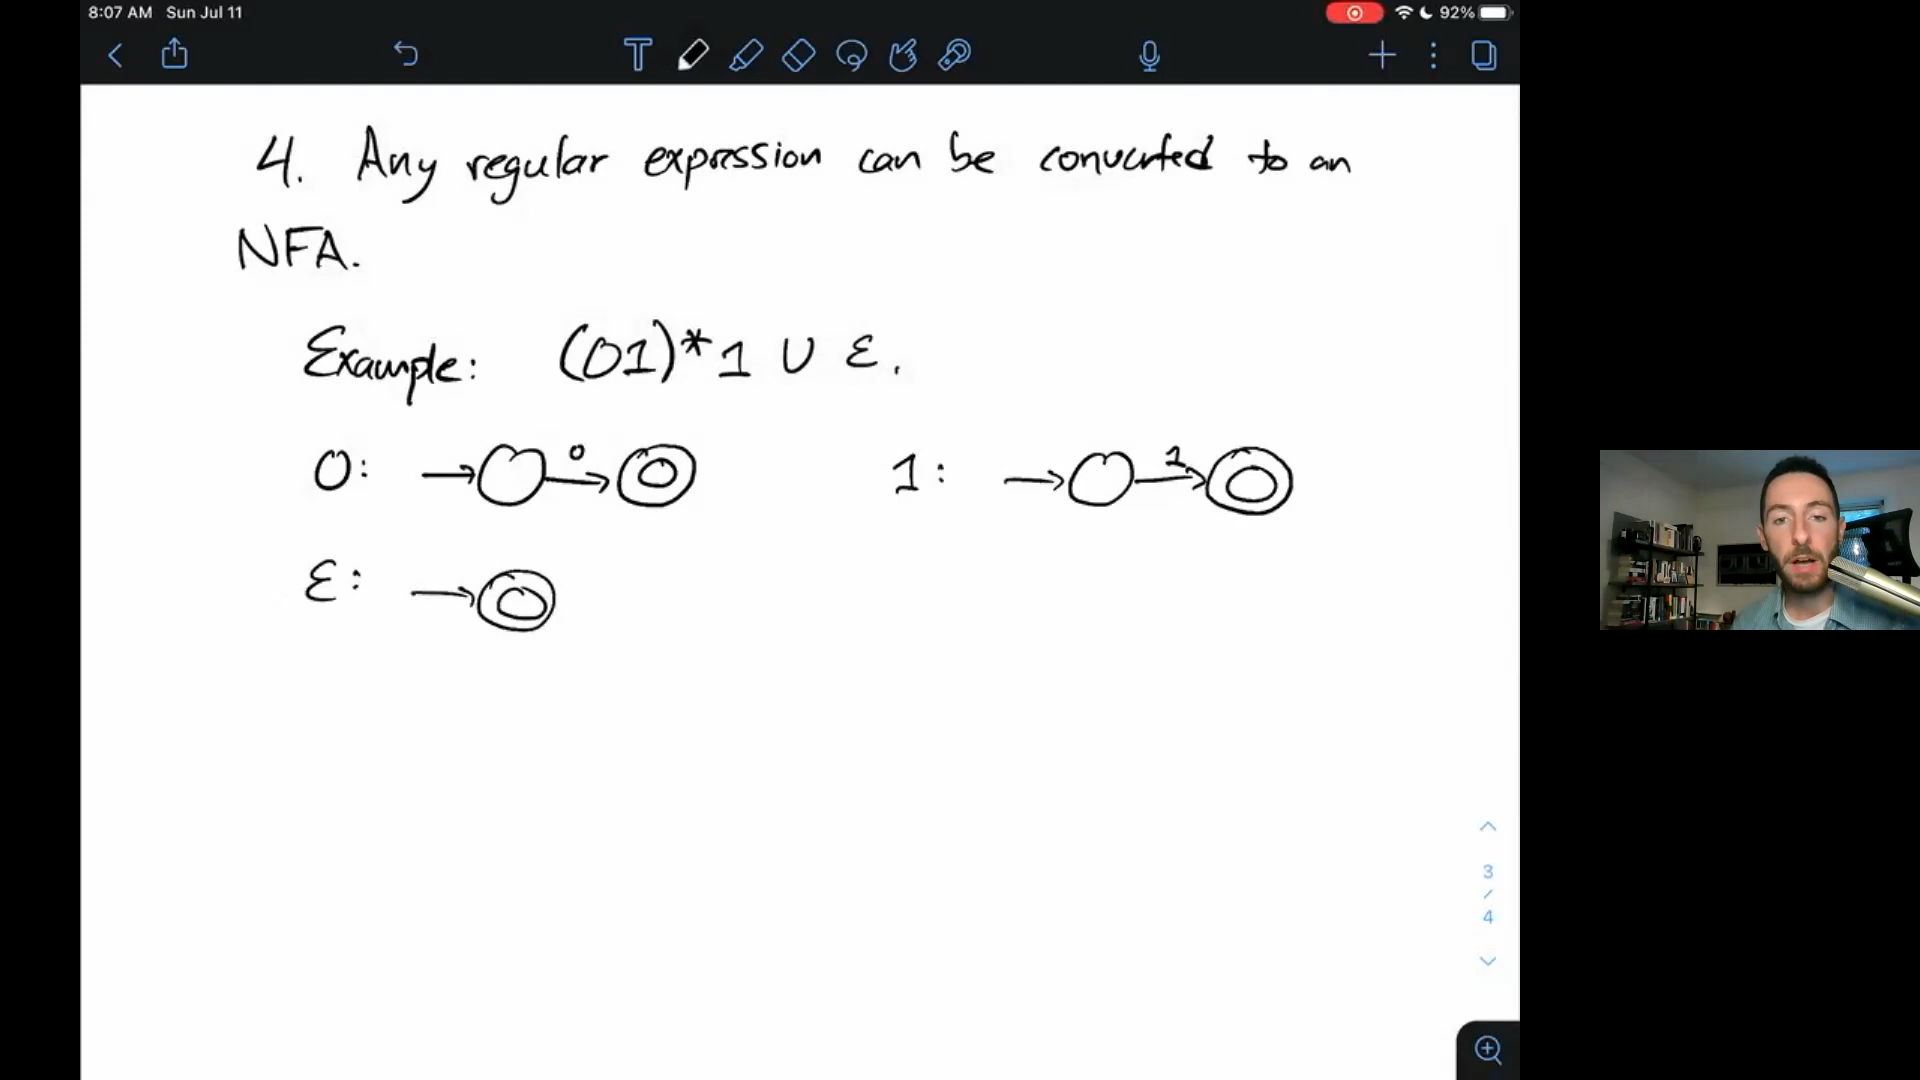 8:07 AM Sun Jul 11
92%
T
4. Any regular expression can be converted to an
NFA.
Example: (01)*1 ∪ ε.
0: 0
1: 1
ε:
3
/
4